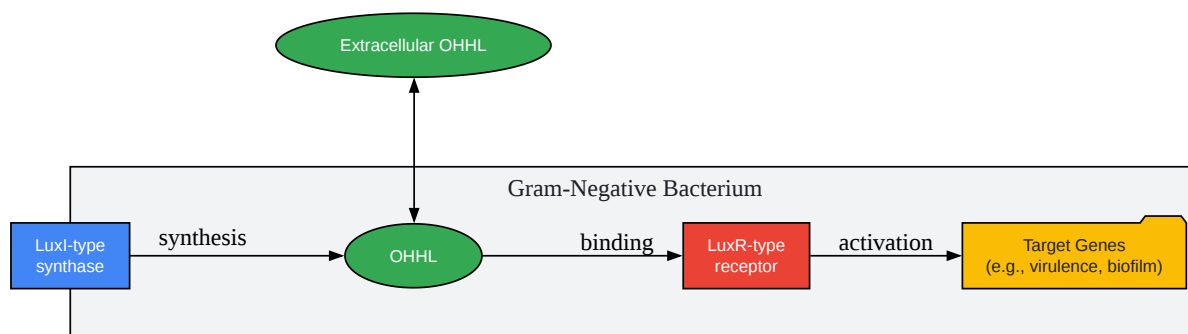 Extracellular OHHL
Gram-Negative Bacterium
LuxI-type
synthase
synthesis
OHHL
binding
LuxR-type
receptor
activation
Target Genes
(e.g., virulence, biofilm)